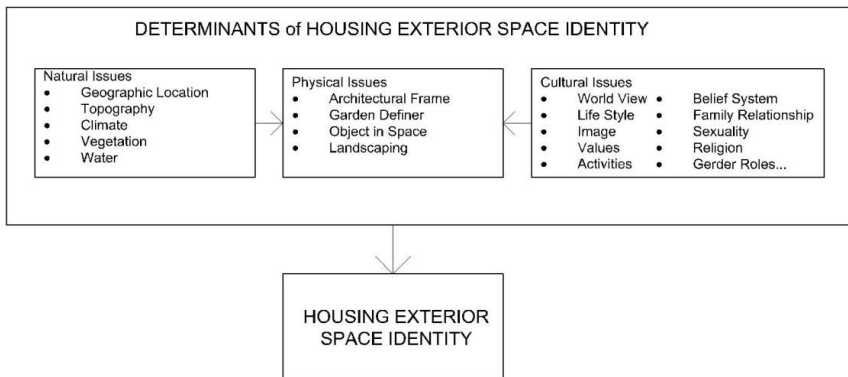 DETERMINANTS of HOUSING EXTERIOR SPACE IDENTITY
Natural Issues
• Geographic Location
• Topography
• Climate
• Vegetation
• Water
Physical Issues
• Architectural Frame
• Garden Definer
• Object in Space
• Landscaping
Cultural Issues
• World View
• Life Style
• Image
• Values
• Activities
• Belief System
• Family Relationship
• Sexuality
• Religion
• Gerder Roles...
HOUSING EXTERIOR
SPACE IDENTITY